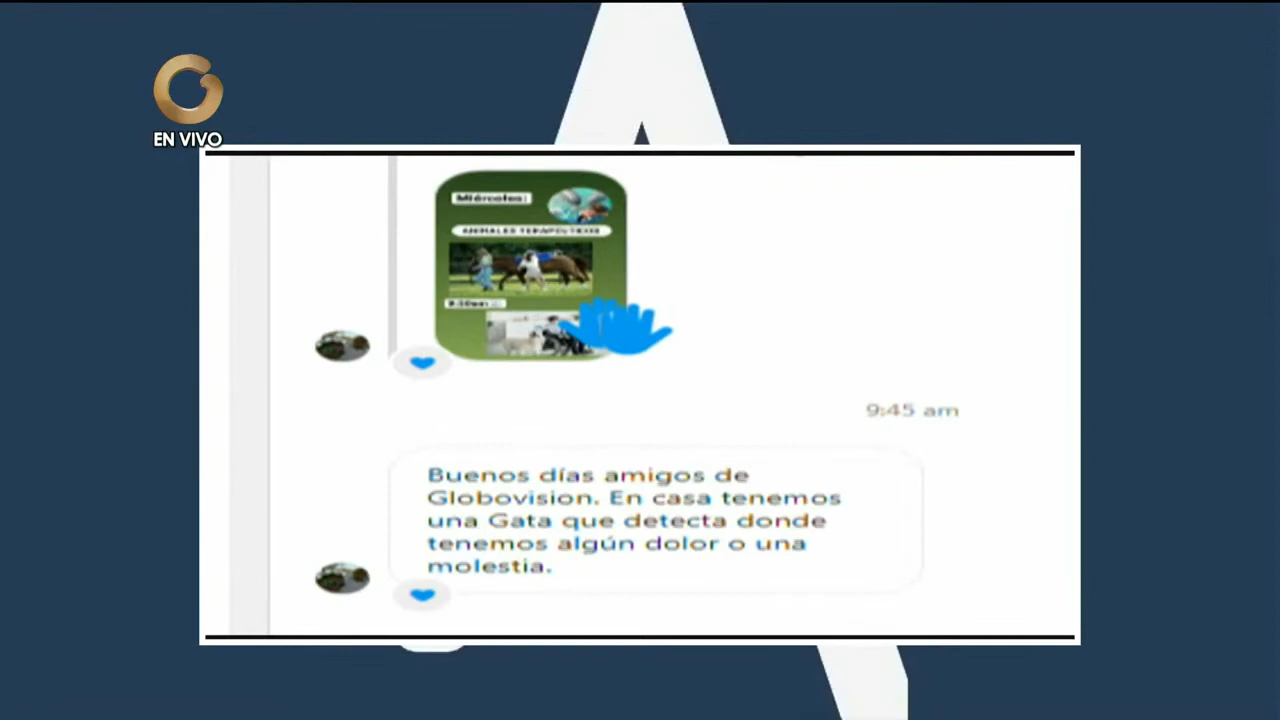 EN VIVO
Miércoles:
ANIMALES TERAPÉUTICOS
9:45 am
Buenos días amigos de
Globovision. En casa tenemos
una Gata que detecta donde
tenemos algún dolor o una
molestia.